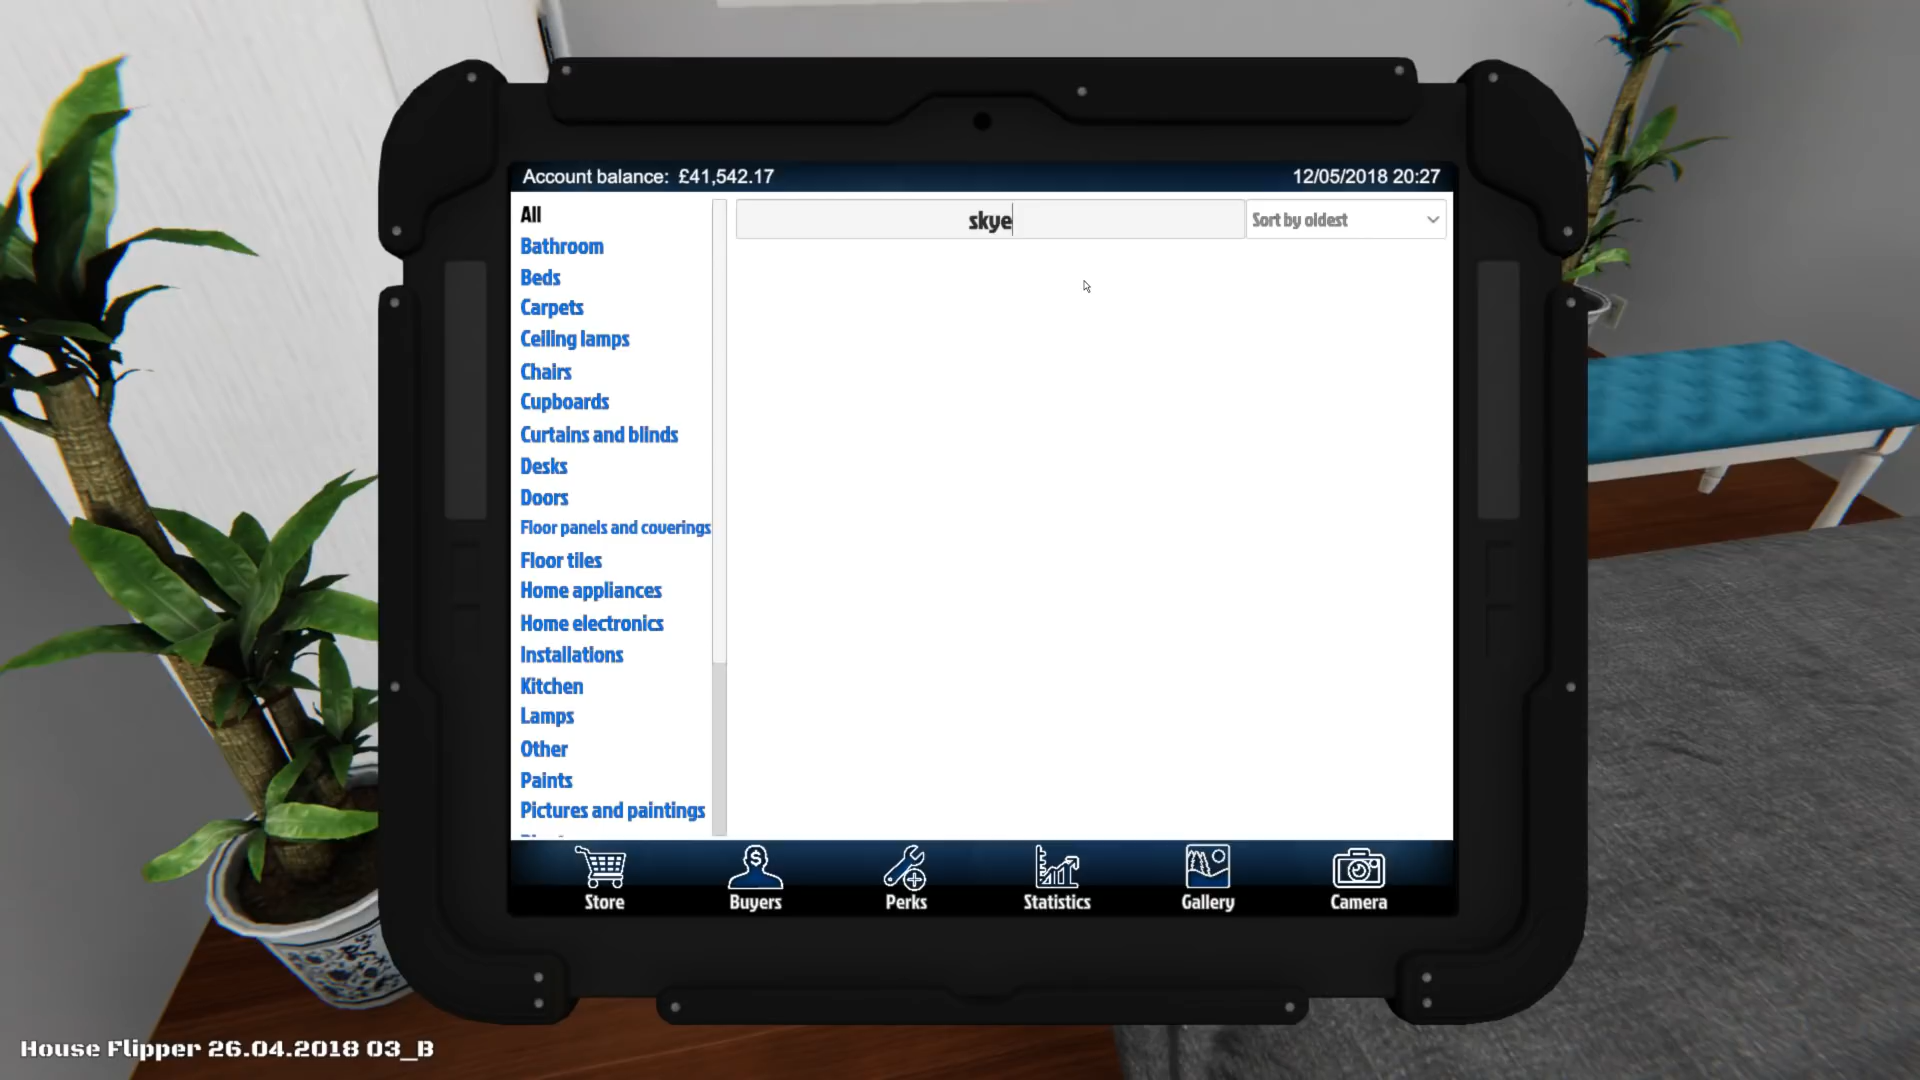 Account balance: £41,542.17
12/05/2018 20:27
All
skye
Sort by oldest
Bathroom
Beds
Carpets
Ceiling lamps
Chairs
Cupboards
Curtains and blinds
Desks
Doors
Floor panels and coverings
Floor tiles
Home appliances
Home electronics
Installations
Kitchen
Lamps
Other
Paints
Pictures and paintings
Store
Buyers
Perks
Statistics
Gallery
Camera
House Flipper 26.04.2018 03_B